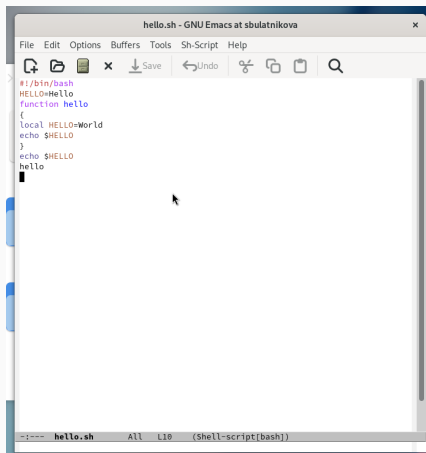 hello.sh - GNU Emacs at sbulatnikova
File Edit Options Buffers Tools Sh-Script Help
Save Undo
#!/bin/bash
HELLO=Hello
function hello
{
local HELLO=World
echo $HELLO
}
echo $HELLO
hello
-:--- hello.sh All L10 (Shell-script[bash])